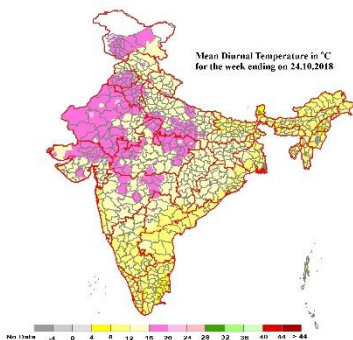 Mean Diurnal Temperature in °C
for the week ending on 24.10.2018
No Data -4 0 4 8 12 16 20 24 28 32 36 40 44 > 44